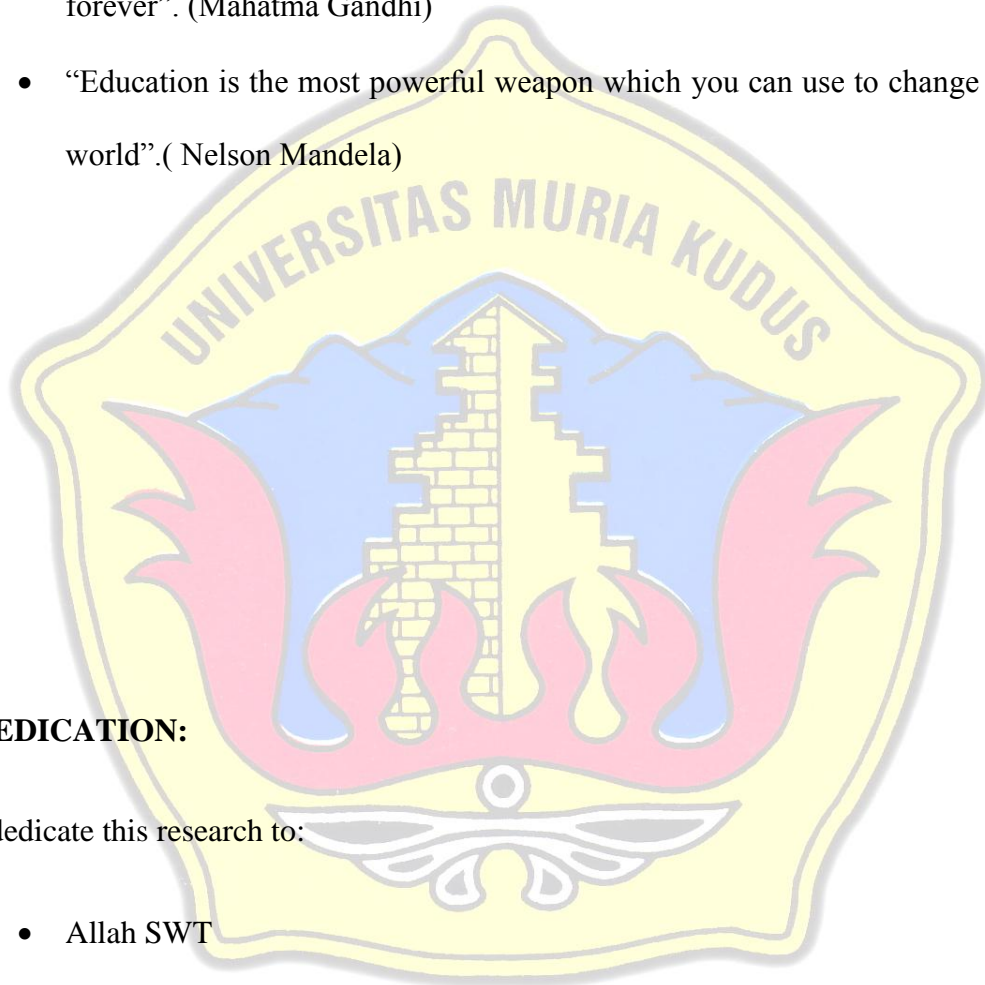 forever”. (Mahatma Gandhi)
• “Education is the most powerful weapon which you can use to change
world”.( Nelson Mandela)
UNIVERSITAS MURIA KUDUS
EDICATION:
dedicate this research to:
• Allah SWT